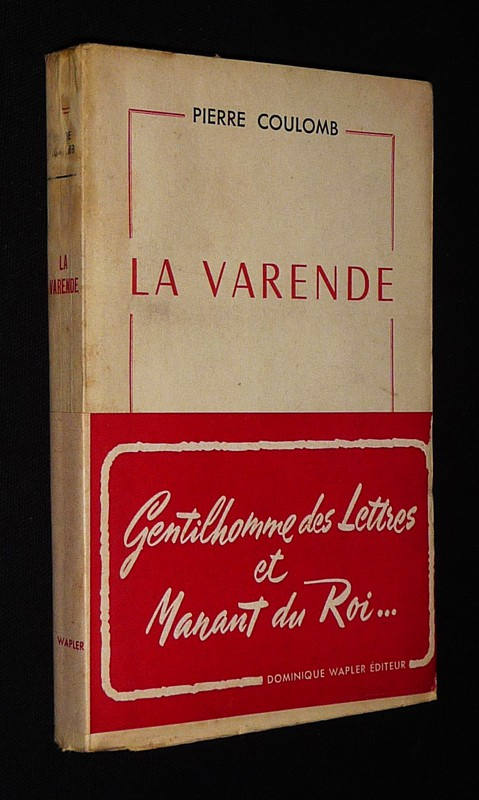 PIERRE COULOMB
LA VARENDE
Gentilhomme des Lettres
et
Manant du Roi...
DOMINIQUE WAPLER ÉDITEUR
LA
VARENDE
WAPLER